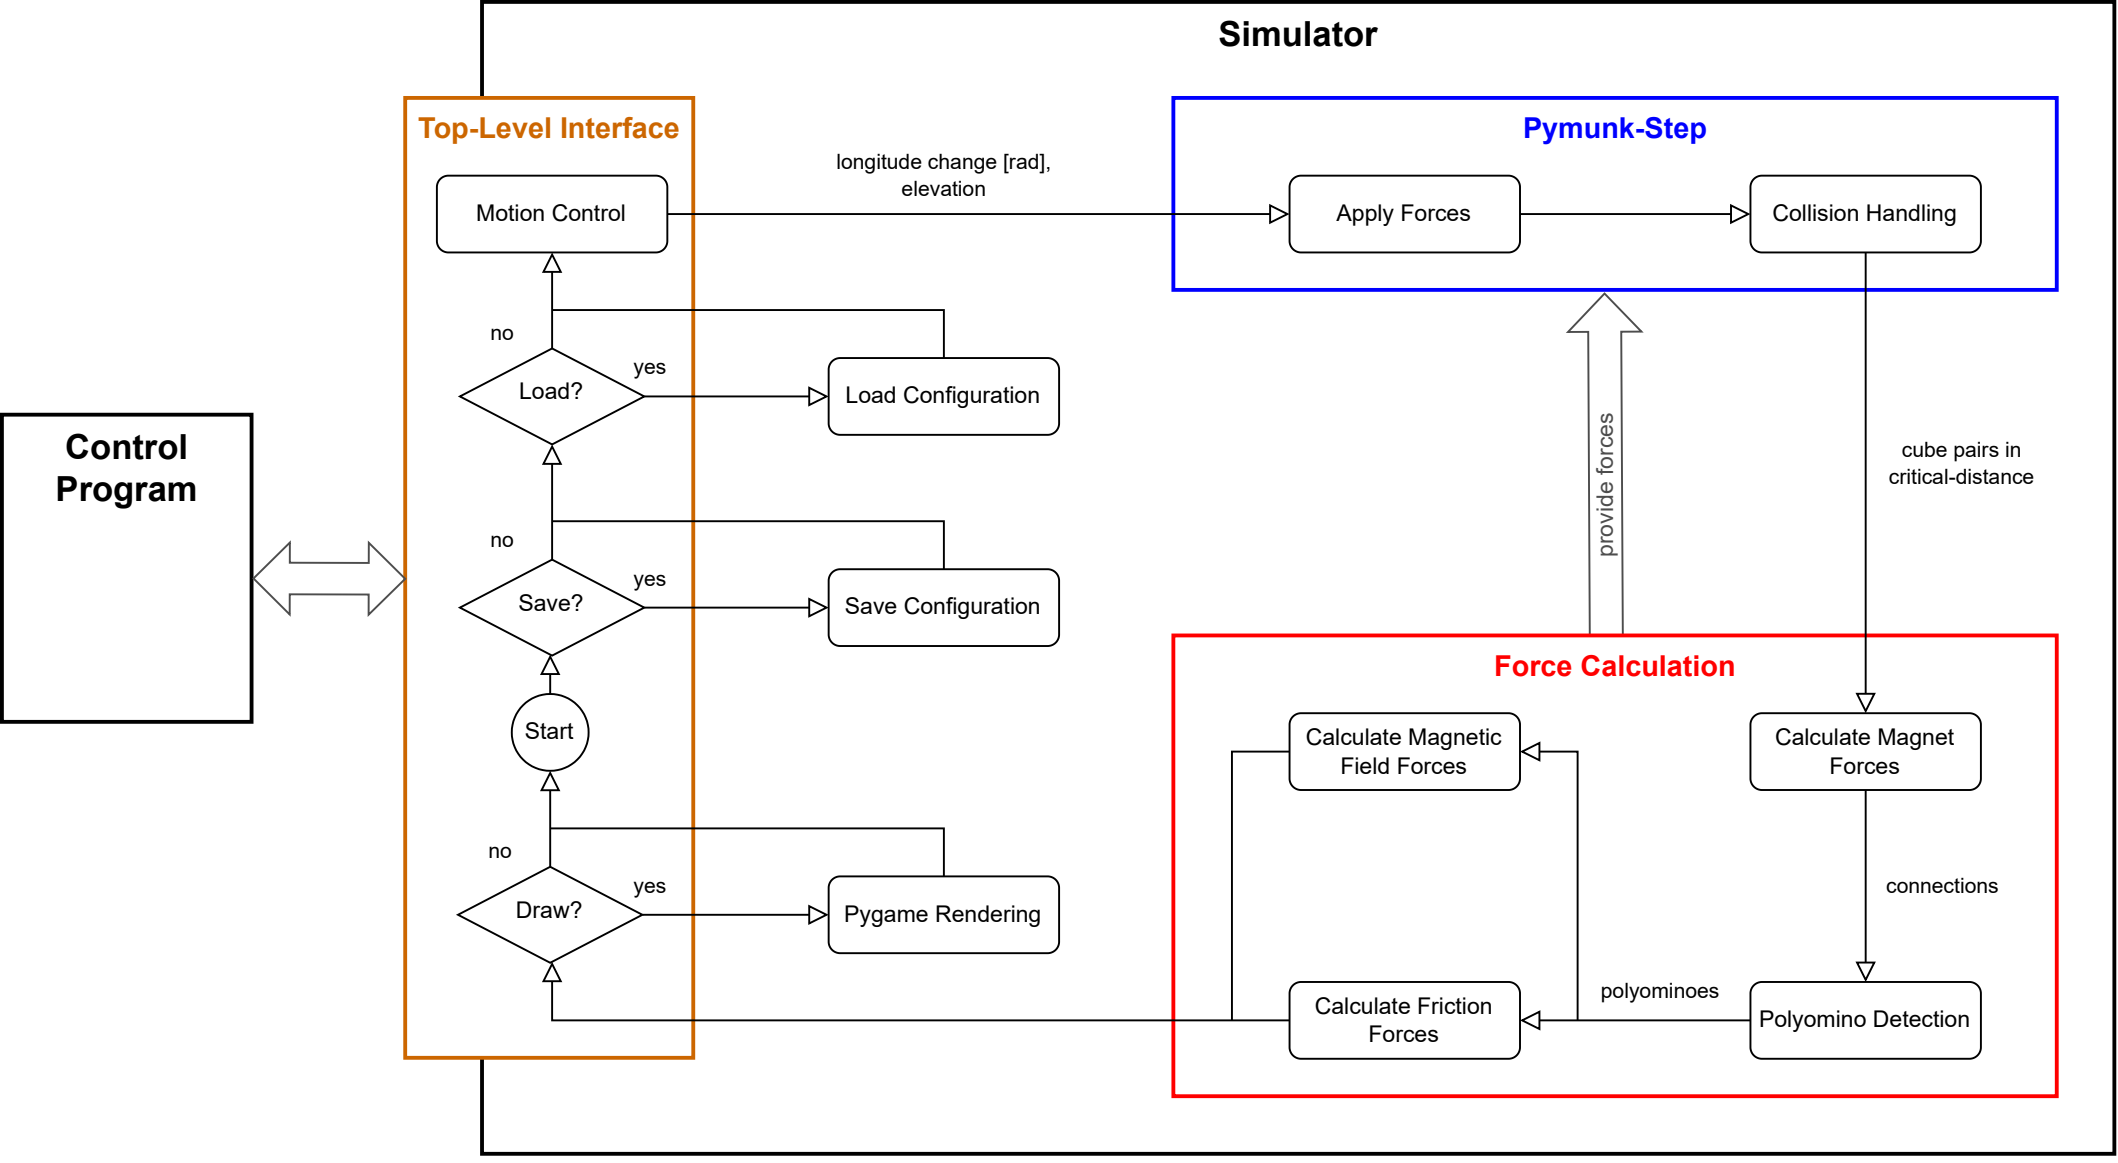 Simulator
Top-Level Interface
Pymunk-Step
longitude change [rad],
elevation
Motion Control
Apply Forces
Collision Handling
no
yes
Load?
Load Configuration
Control
Program
provide forces
cube pairs in
critical-distance
no
yes
Save?
Save Configuration
Force Calculation
Start
Calculate Magnetic
Field Forces
Calculate Magnet
Forces
no
yes
Draw?
Pygame Rendering
connections
polyominoes
Calculate Friction
Forces
Polyomino Detection